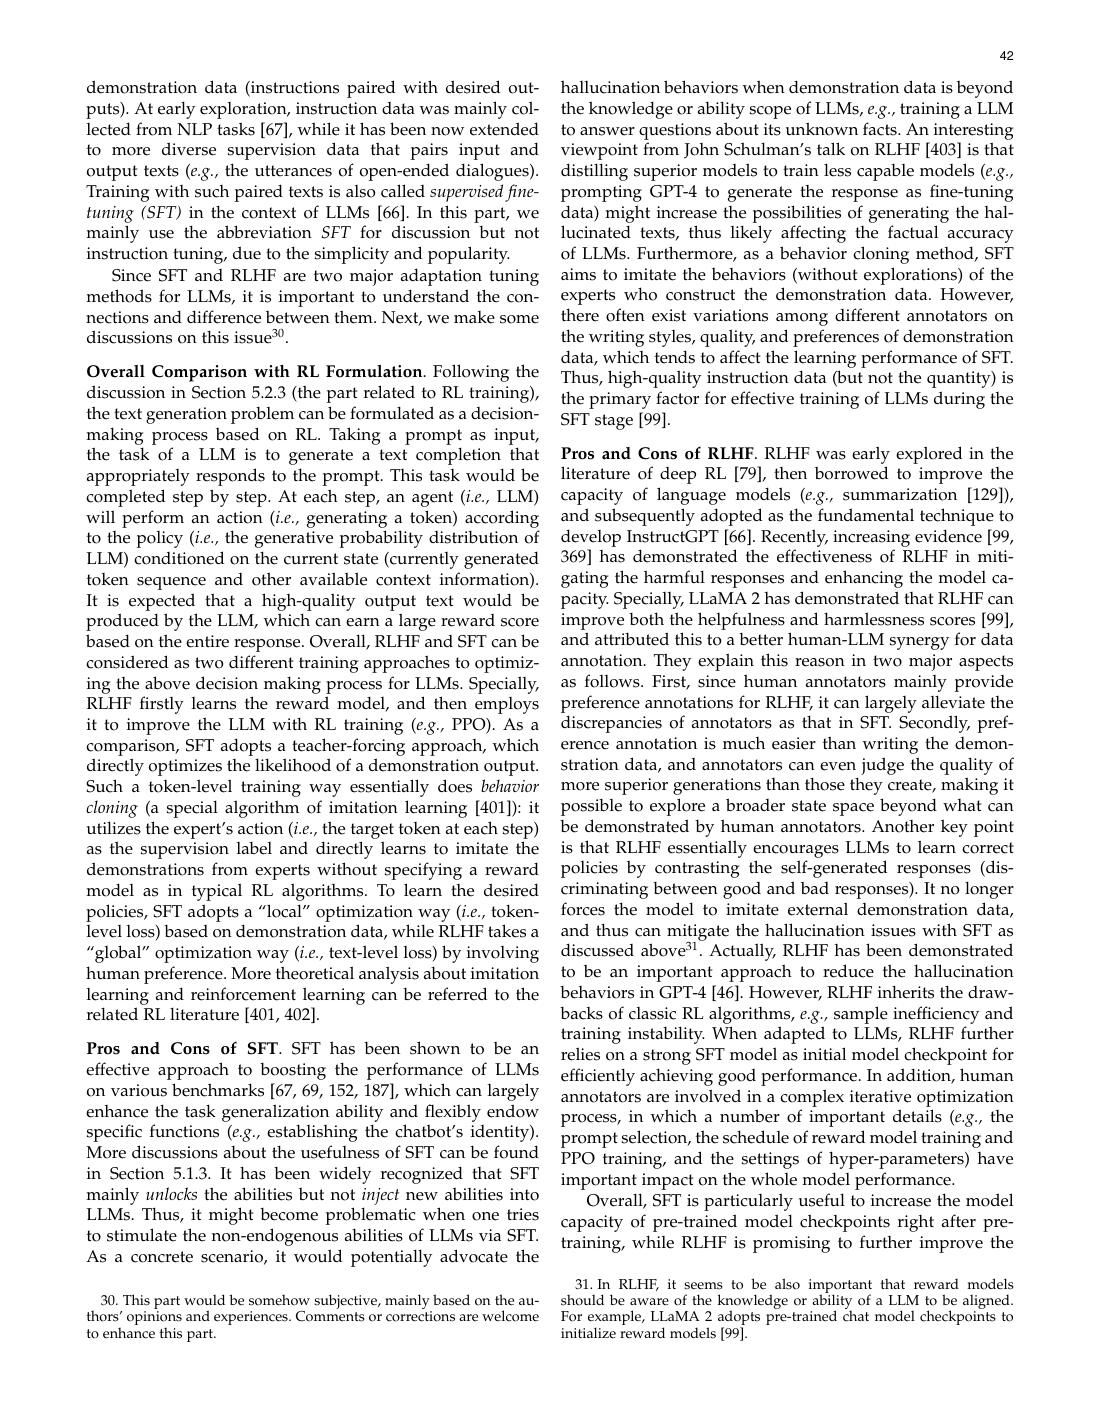 42
demonstration data (instructions paired with desired out-
puts). At early exploration, instruction data was mainly col-
lected from NLP tasks [67], while it has been now extended
to more diverse supervision data that pairs input and
output texts (e.g., the utterances of open-ended dialogues).
Training with such paired texts is also called supervised fine-
tuning (SFT) in the context of LLMs [66]. In this part, we
mainly use the abbreviation SFT for discussion but not
instruction tuning, due to the simplicity and popularity.
Since SFT and RLHF are two major adaptation tuning
methods for LLMs, it is important to understand the con-
nections and difference between them. Next, we make some
discussions on this issue30.
Overall Comparison with RL Formulation. Following the
discussion in Section 5.2.3 (the part related to RL training),
the text generation problem can be formulated as a decision-
making process based on RL. Taking a prompt as input,
the task of a LLM is to generate a text completion that
appropriately responds to the prompt. This task would be
completed step by step. At each step, an agent (i.e., LLM)
will perform an action (i.e., generating a token) according
to the policy (i.e., the generative probability distribution of
LLM) conditioned on the current state (currently generated
token sequence and other available context information).
It is expected that a high-quality output text would be
produced by the LLM, which can earn a large reward score
based on the entire response. Overall, RLHF and SFT can be
considered as two different training approaches to optimiz-
ing the above decision making process for LLMs. Specially,
RLHF firstly learns the reward model, and then employs
it to improve the LLM with RL training (e.g., PPO). As a
comparison, SFT adopts a teacher-forcing approach, which
directly optimizes the likelihood of a demonstration output.
Such a token-level training way essentially does behavior
cloning (a special algorithm of imitation learning [401]): it
utilizes the expert's action (i.e., the target token at each step)
as the supervision label and directly learns to imitate the
demonstrations from experts without specifying a reward
model as in typical RL algorithms. To learn the desired
policies, SFT adopts a “local” optimization way (i.e., token-
level loss) based on demonstration data, while RLHF takes a
“global” optimization way (i.e., text-level loss) by involving
human preference. More theoretical analysis about imitation
learning and reinforcement learning can be referred to the
related RL literature [401, 402].
Pros and Cons of SFT. SFT has been shown to be an
effective approach to boosting the performance of LLMs
on various benchmarks [67, 69, 152, 187], which can largely
enhance the task generalization ability and flexibly endow
specific functions (e.g., establishing the chatbot's identity).
More discussions about the usefulness of SFT can be found
in Section 5.1.3. It has been widely recognized that SFT
mainly unlocks the abilities but not inject new abilities into
LLMs. Thus, it might become problematic when one tries
to stimulate the non-endogenous abilities of LLMs via SFT.
As a concrete scenario, it would potentially advocate the
30. This part would be somehow subjective, mainly based on the au-
thors' opinions and experiences. Comments or corrections are welcome
to enhance this part.
hallucination behaviors when demonstration data is beyond
the knowledge or ability scope of LLMs, e.g., training a LLM
to answer questions about its unknown facts. An interesting
viewpoint from John Schulman's talk on RLHF [403] is that
distilling superior models to train less capable models (e.g.,
prompting GPT-4 to generate the response as fine-tuning
data) might increase the possibilities of generating the hal-
lucinated texts, thus likely affecting the factual accuracy
of LLMs. Furthermore, as a behavior cloning method, SFT
aims to imitate the behaviors (without explorations) of the
experts who construct the demonstration data. However,
there often exist variations among different annotators on
the writing styles, quality, and preferences of demonstration
data, which tends to affect the learning performance of SFT.
Thus, high-quality instruction data (but not the quantity) is
the primary factor for effective training of LLMs during the
SFT stage [99].
Pros and Cons of RLHF. RLHF was early explored in the
literature of deep RL [79], then borrowed to improve the
capacity of language models (e.g., summarization [129]),
and subsequently adopted as the fundamental technique to
develop InstructGPT [66]. Recently, increasing evidence [99,
369] has demonstrated the effectiveness of RLHF in miti-
gating the harmful responses and enhancing the model ca-
pacity. Specially, LLaMA 2 has demonstrated that RLHF can
improve both the helpfulness and harmlessness scores [99],
and attributed this to a better human-LLM synergy for data
annotation. They explain this reason in two major aspects
as follows. First, since human annotators mainly provide
preference annotations for RLHF, it can largely alleviate the
discrepancies of annotators as that in SFT. Secondly, pref-
erence annotation is much easier than writing the demon-
stration data, and annotators can even judge the quality of
more superior generations than those they create, making it
possible to explore a broader state space beyond what can
be demonstrated by human annotators. Another key point
is that RLHF essentially encourages LLMs to learn correct
policies by contrasting the self-generated responses (dis-
criminating between good and bad responses). It no longer
forces the model to imitate external demonstration data,
and thus can mitigate the hallucination issues with SFT as
discussed above31. Actually, RLHF has been demonstrated
to be an important approach to reduce the hallucination
behaviors in GPT-4 [46]. However, RLHF inherits the draw-
backs of classic RL algorithms, e.g., sample inefficiency and
training instability. When adapted to LLMs, RLHF further
relies on a strong SFT model as initial model checkpoint for
efficiently achieving good performance. In addition, human
annotators are involved in a complex iterative optimization
process, in which a number of important details (e.g., the
prompt selection, the schedule of reward model training and
PPO training, and the settings of hyper-parameters) have
important impact on the whole model performance.
Overall, SFT is particularly useful to increase the model
capacity of pre-trained model checkpoints right after pre-
training, while RLHF is promising to further improve the
31. In RLHF, it seems to be also important that reward models
should be aware of the knowledge or ability of a LLM to be aligned.
For example, LLaMA 2 adopts pre-trained chat model checkpoints to
initialize reward models [99].